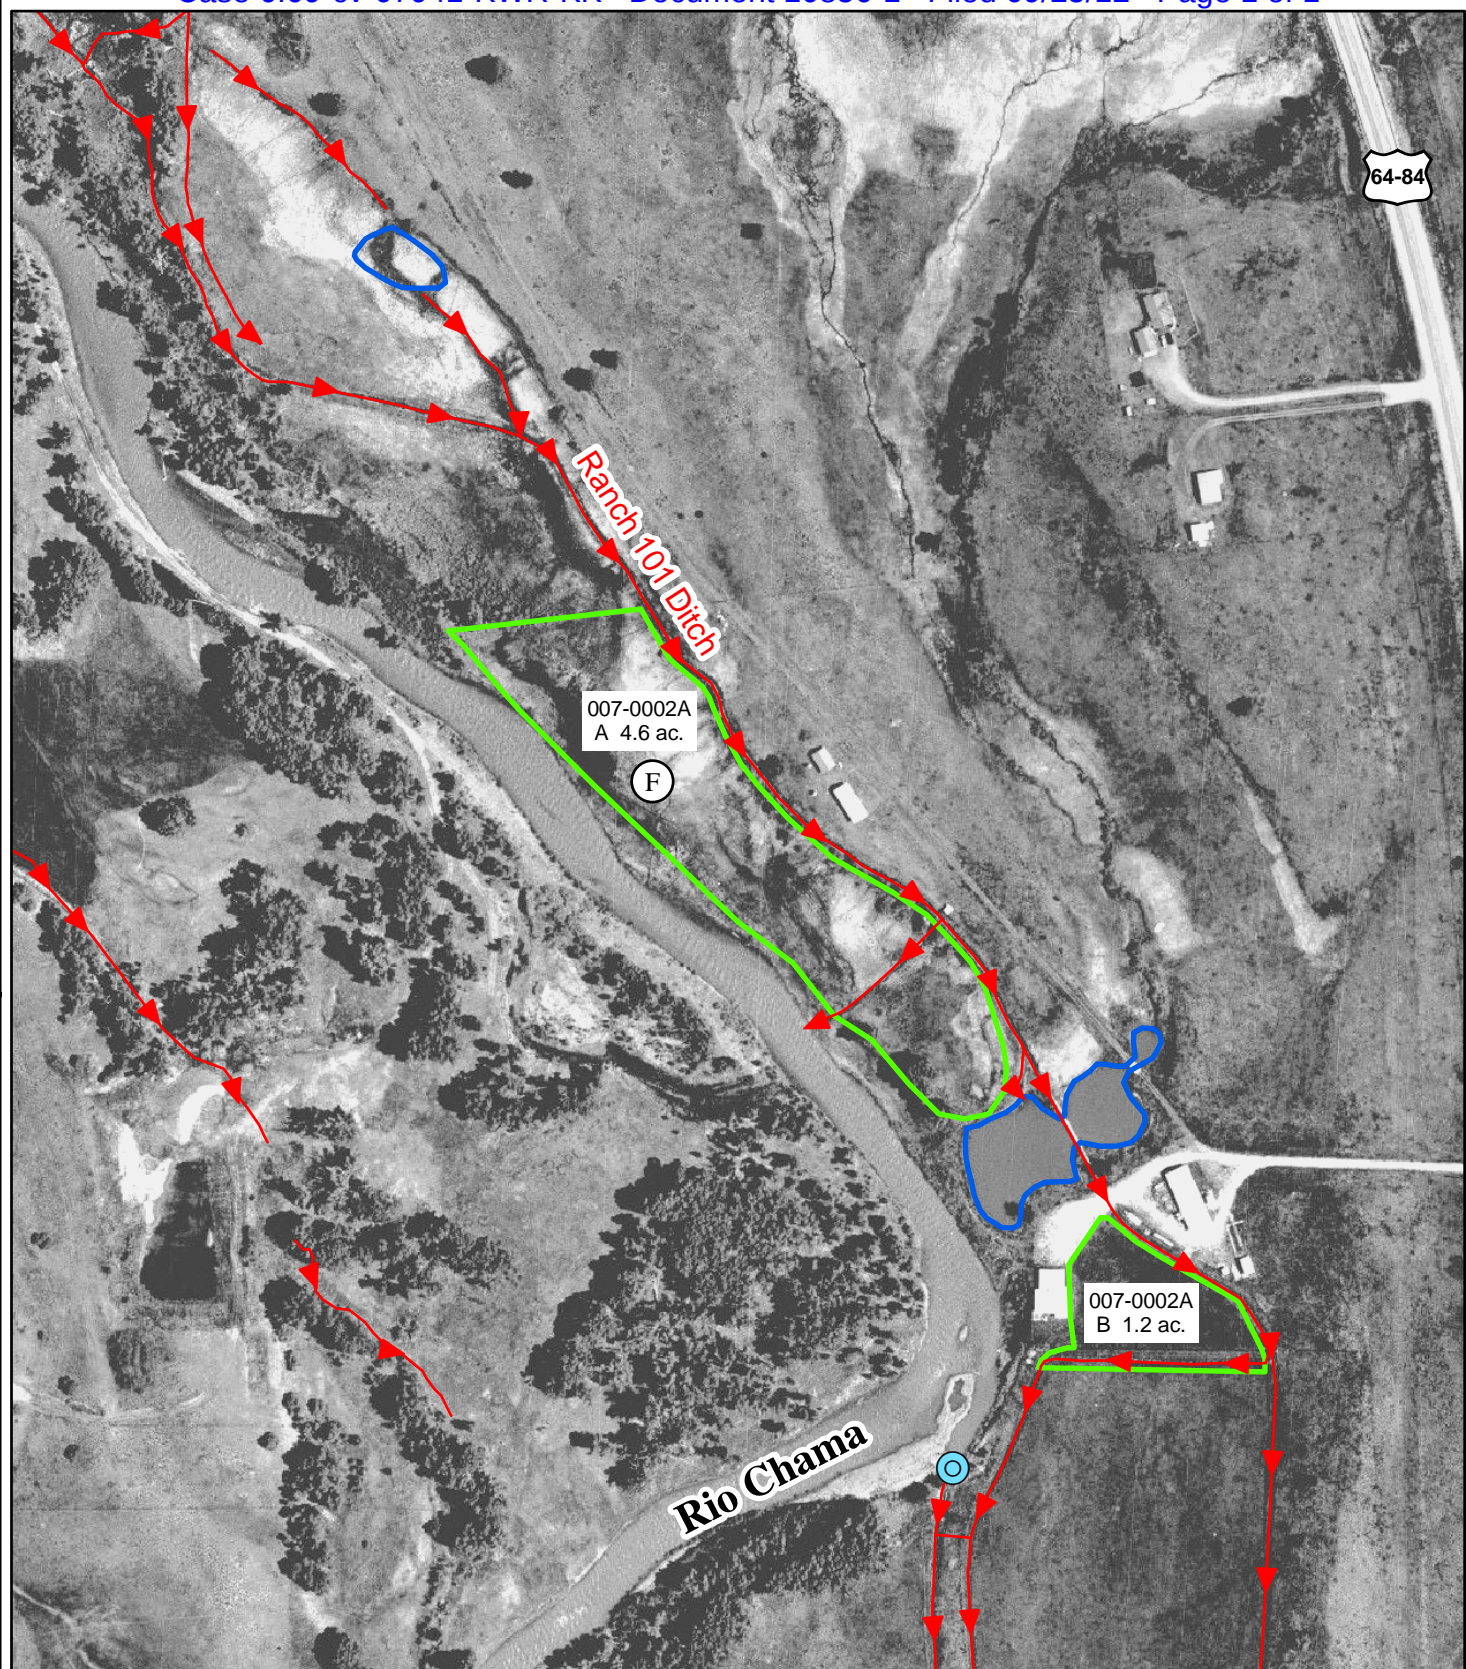 64-84
Ranch 101 Ditch
007-0002A
A 4.6 ac.
F
007-0002A
B 1.2 ac.
Rio Chama